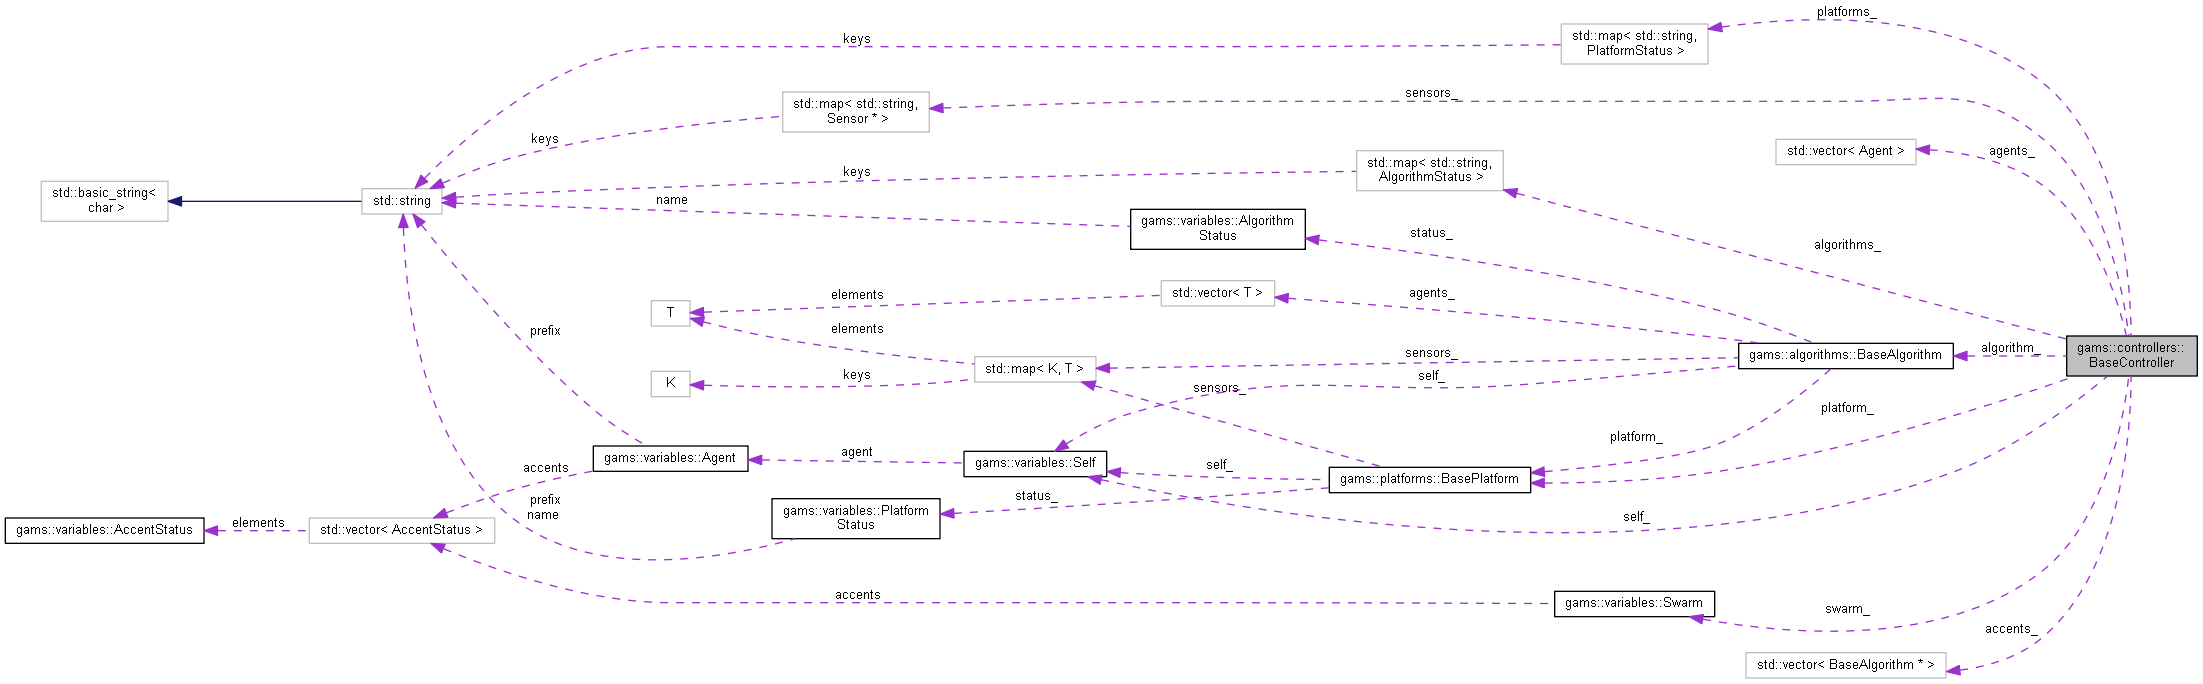 platforms_
std::map< std::string,
PlatformStatus >
keys
sensors_
std::map< std::string,
Sensor * >
keys
std::vector< Agent >
agents_
std::map< std::string,
AlgorithmStatus >
keys
std::basic_string<
char >
std::string
name
gams::variables::Algorithm
Status
status_
algorithms_
elements
std::vector< T >
agents_
T
elements
sensors_
gams::algorithms::BaseAlgorithm
algorithm_
gams::controllers::
BaseController
prefix
K
keys
std::map< K, T >
self_
sensors_
platform_
platform_
gams::variables::Agent
agent
gams::variables::Self
self_
gams::platforms::BasePlatform
accents
status_
prefix
name
gams::variables::Platform
Status
self_
gams::variables::AccentStatus
elements
std::vector< AccentStatus >
accents
gams::variables::Swarm
swarm_
accents_
std::vector< BaseAlgorithm * >